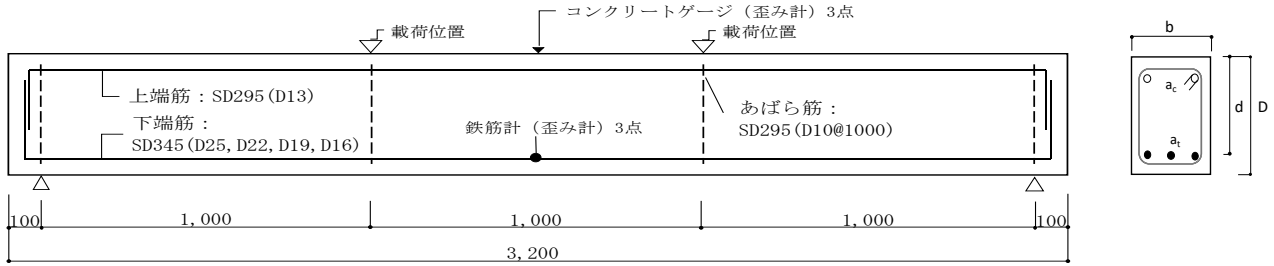 コンクリートゲージ（歪み計）3点
載荷位置
載荷位置
b
上端筋：SD295(D13)
下端筋：
SD345(D25, D22, D19, D16)
鉄筋計（歪み計）3点
あばら筋：
SD295(D10@1000)
ac
at
d
D
100
1,000
1,000
1,000
100
3,200